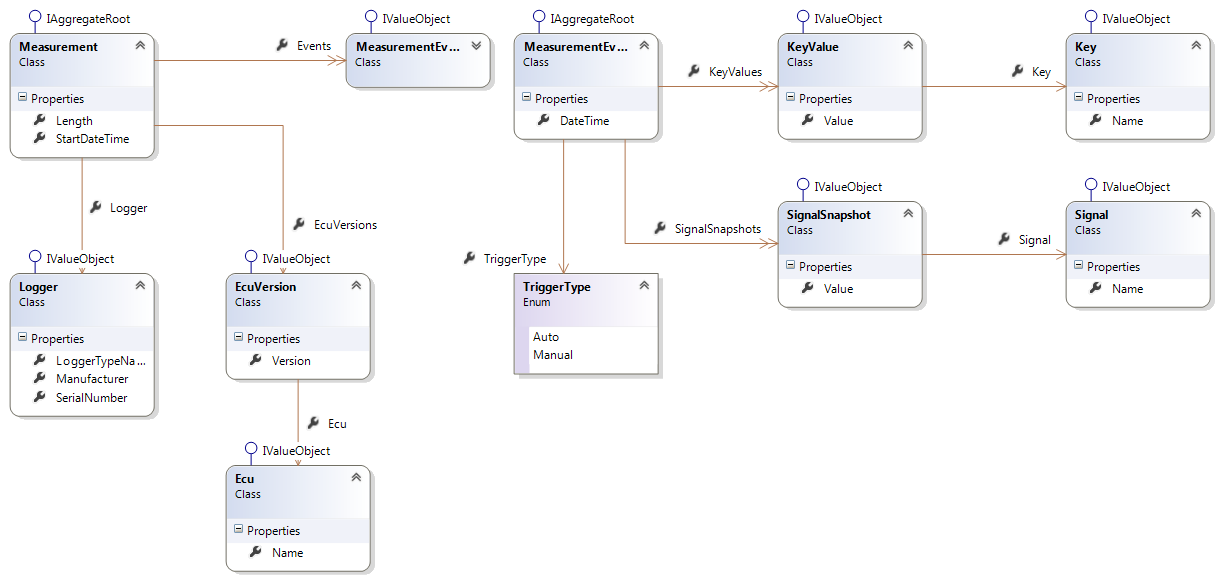 IAggregateRoot
Measurement
Class
Properties
Length
StartDateTime
Events
IValueObject
MeasurementEv...
Class
Logger
EcuVersions
IValueObject
Logger
Class
Properties
LoggerTypeNa...
Manufacturer
SerialNumber
IValueObject
EcuVersion
Class
Properties
Version
Ecu
IValueObject
Ecu
Class
Properties
Name
IAggregateRoot
MeasurementEv...
Class
Properties
DateTime
KeyValues
IValueObject
KeyValue
Class
Properties
Value
Key
IValueObject
Key
Class
Properties
Name
TriggerType
TriggerType
Enum
Auto
Manual
SignalSnapshots
IValueObject
SignalSnapshot
Class
Properties
Value
Signal
IValueObject
Signal
Class
Properties
Name